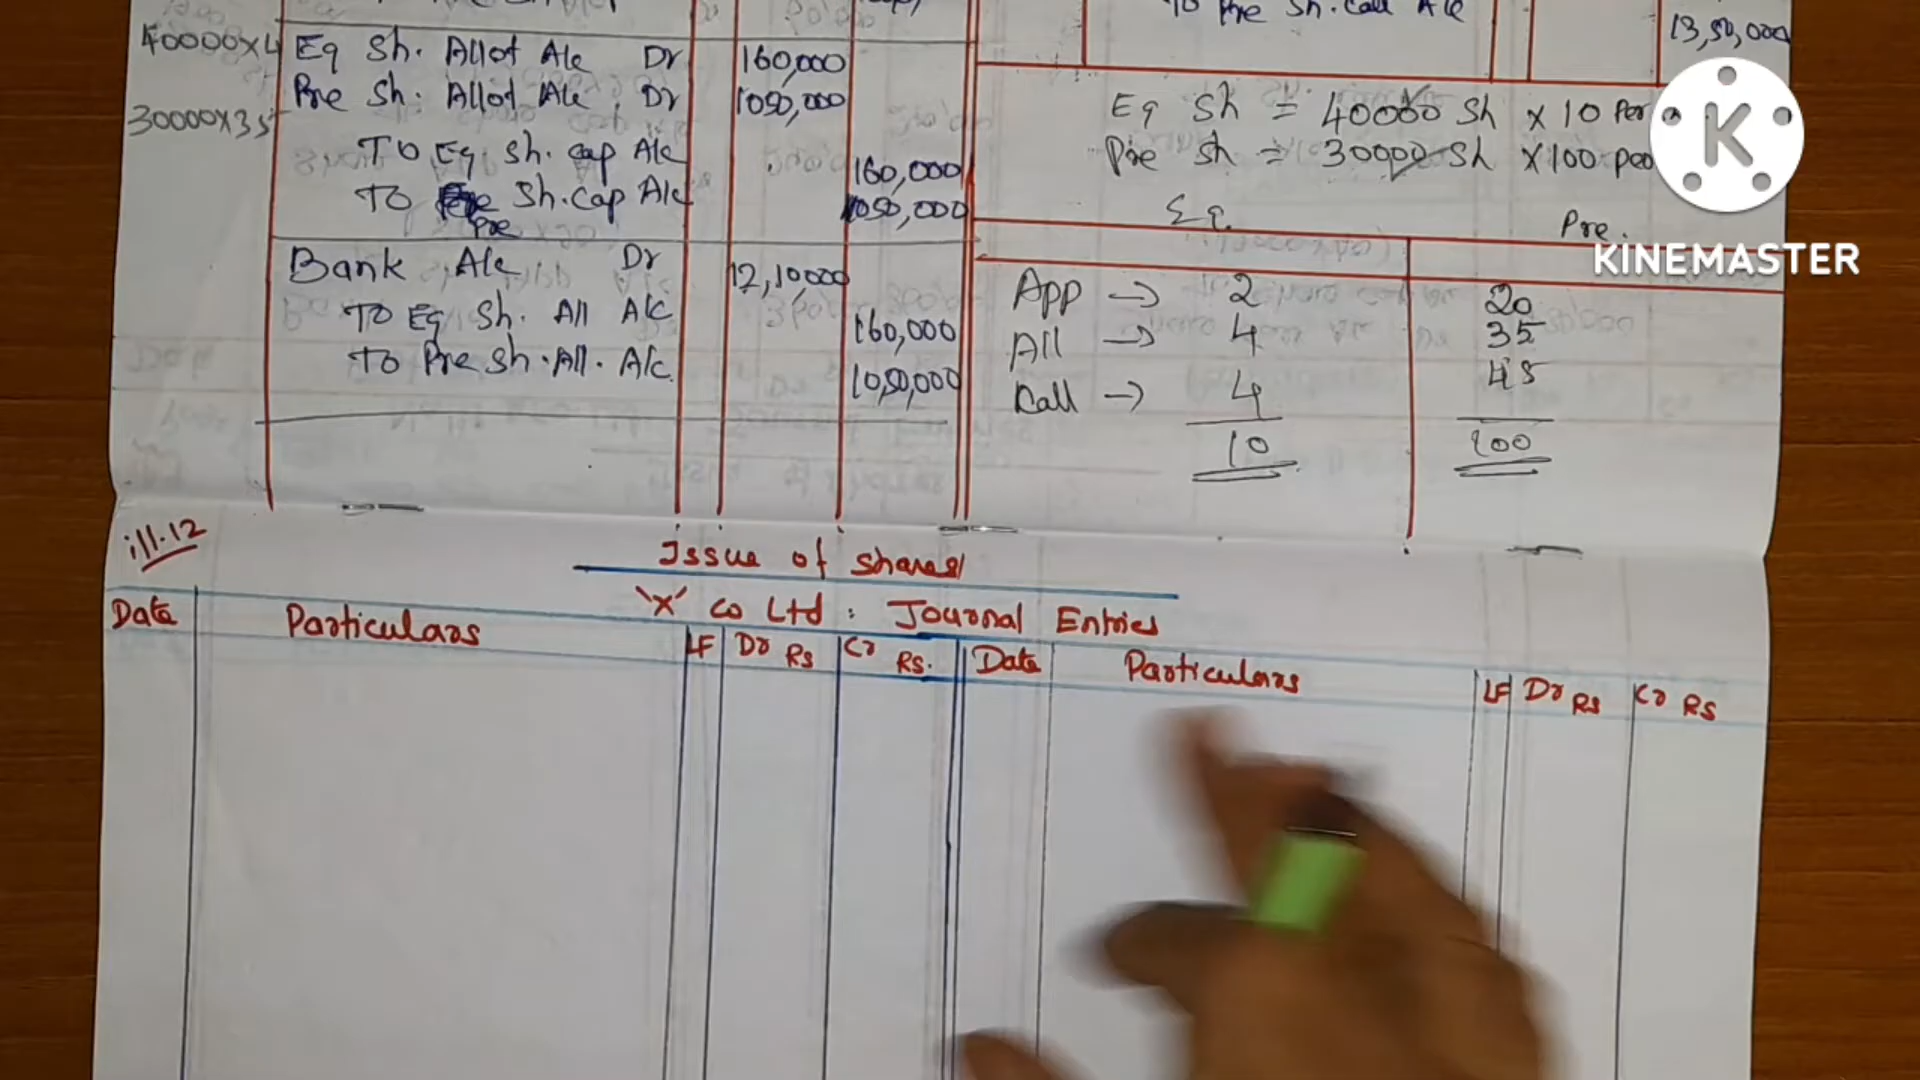 To Pre Sh. Call A/c
13,50,000
40000x4 Eq Sh. Allot A/c Dr 160,000
30000x35 Pre Sh. Allot A/c Dr 1050,000
To Eq Sh. cap A/c 160,000
To Pre Sh. cap A/c 1050,000
Bank A/c Dr 12,10,000
To Eq Sh. All A/c 160,000
To Pre Sh. All. A/c. 10,50,000
Eq Sh = 40000 Sh x 10 Per
Pre Sh = 30000 Sh x 100 per
Eq. Pre.
App → 2 20
All → 4 35
Call → 4 45
10 100
KINEMASTER
ill.12
Issue of shares
'X' Co Ltd : Journal Entries
Date Particulars LF Dr Rs Cr Rs. Date Particulars LF Dr Rs Cr Rs